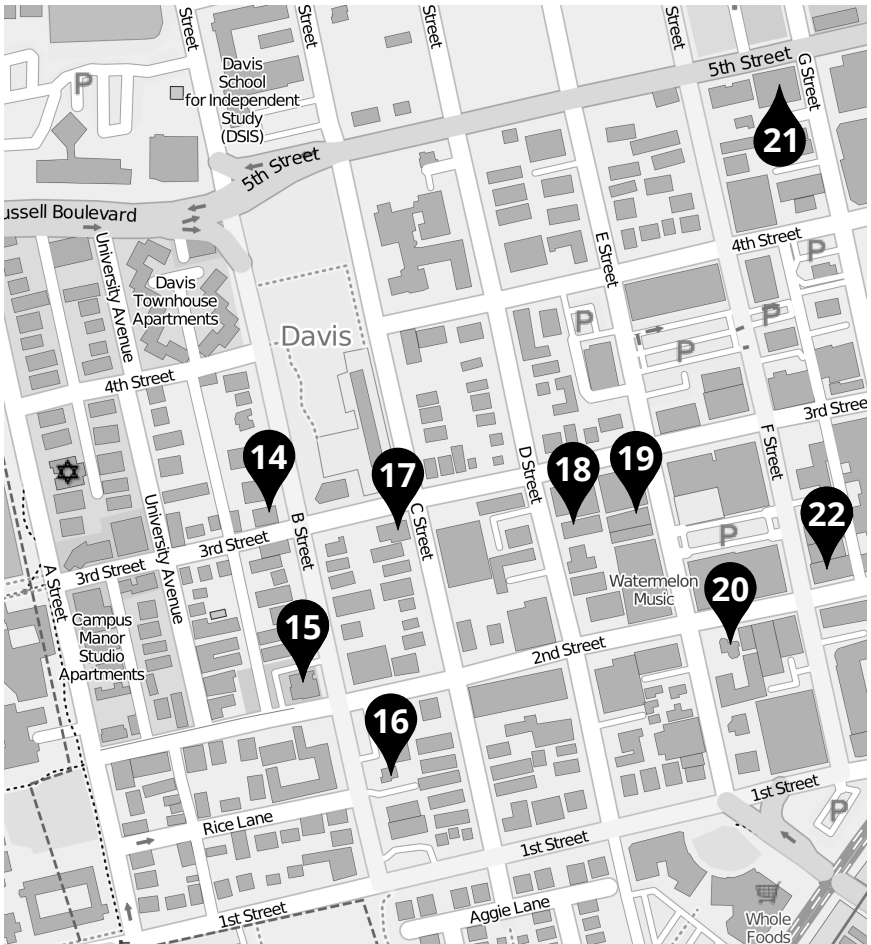 Street
Street
Street
Street
5th Street
G Street
P
Davis
School
for Independent
Study
(DSIS)
21
5th Street
ussell Boulevard
University Avenue
E Street
4th Street
P
Davis
Townhouse
Apartments
P
P
Davis
P
4th Street
3rd Stree
F Street
14
17
18
19
D Street
22
University Avenue
B Street
C Street
3rd Street
P
3rd Street
A Street
Watermelon
Music
20
Campus
Manor
Studio
Apartments
15
2nd Street
16
1st Street
P
Rice Lane
1st Street
1st Street
Aggie Lane
Whole
Foods